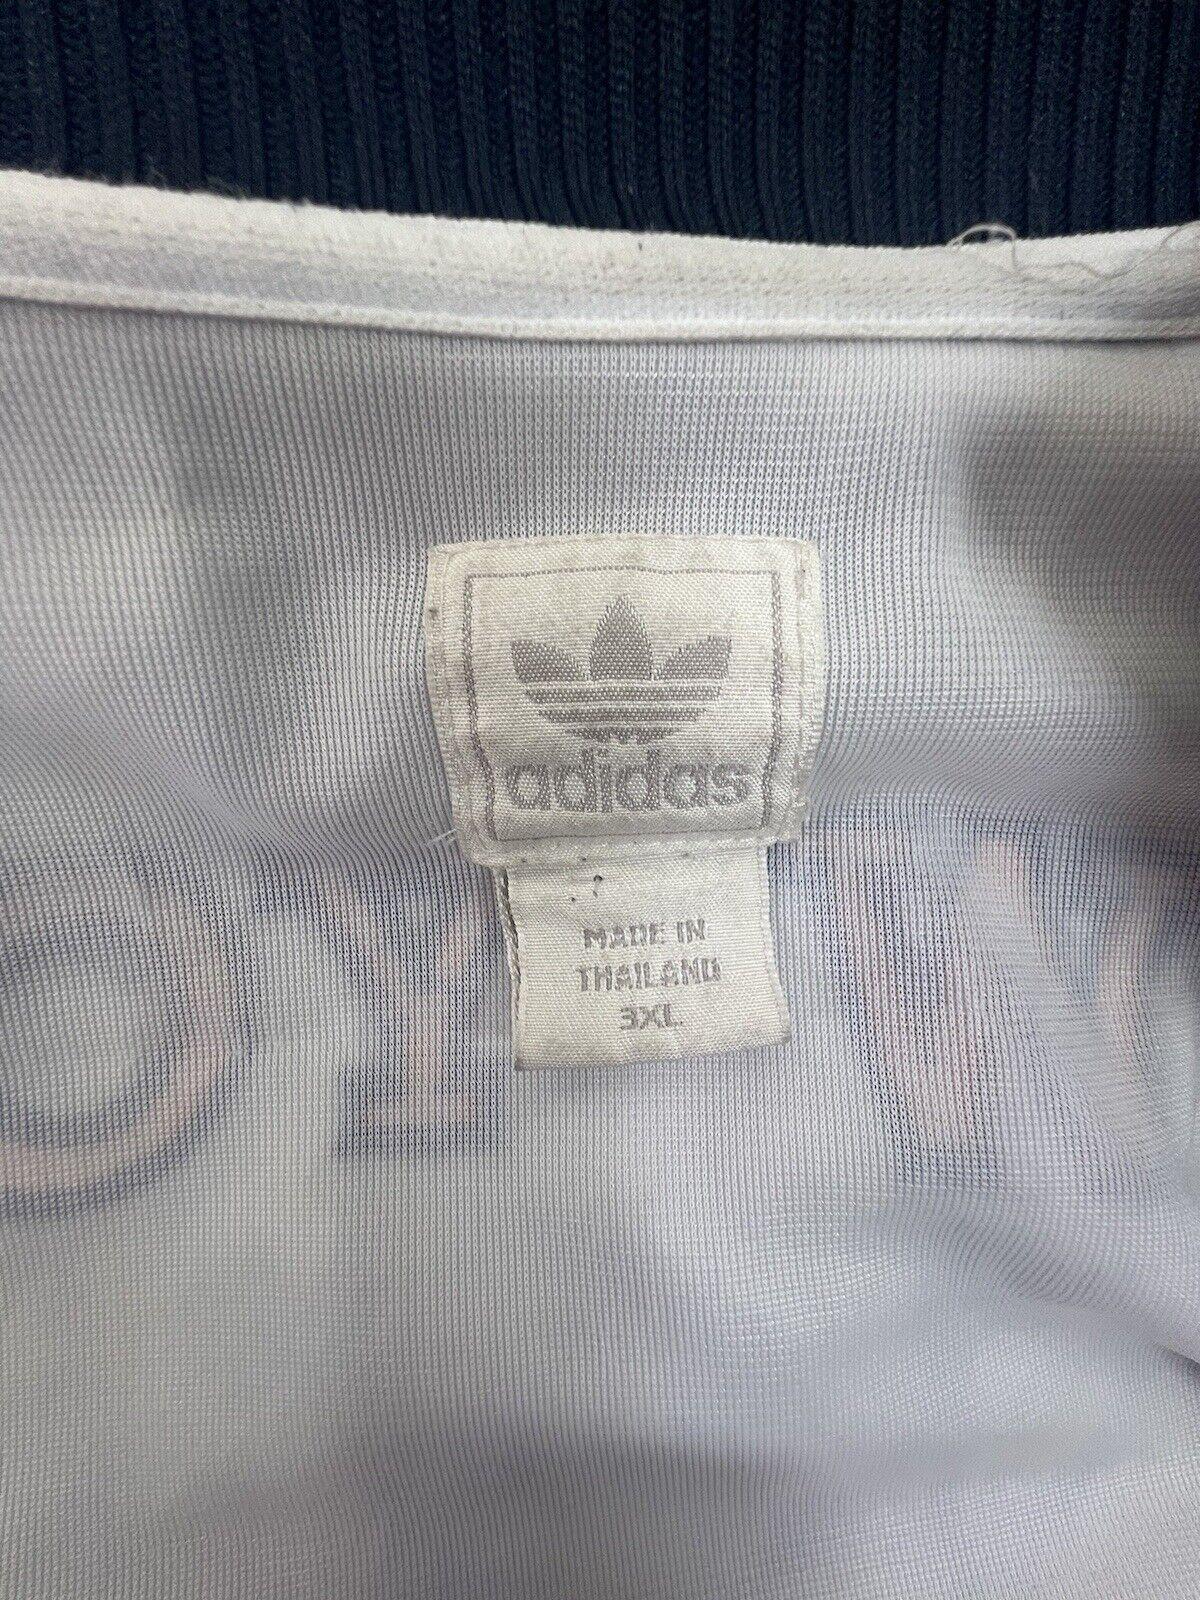 adidas
MADE IN
THAILAND
3XL